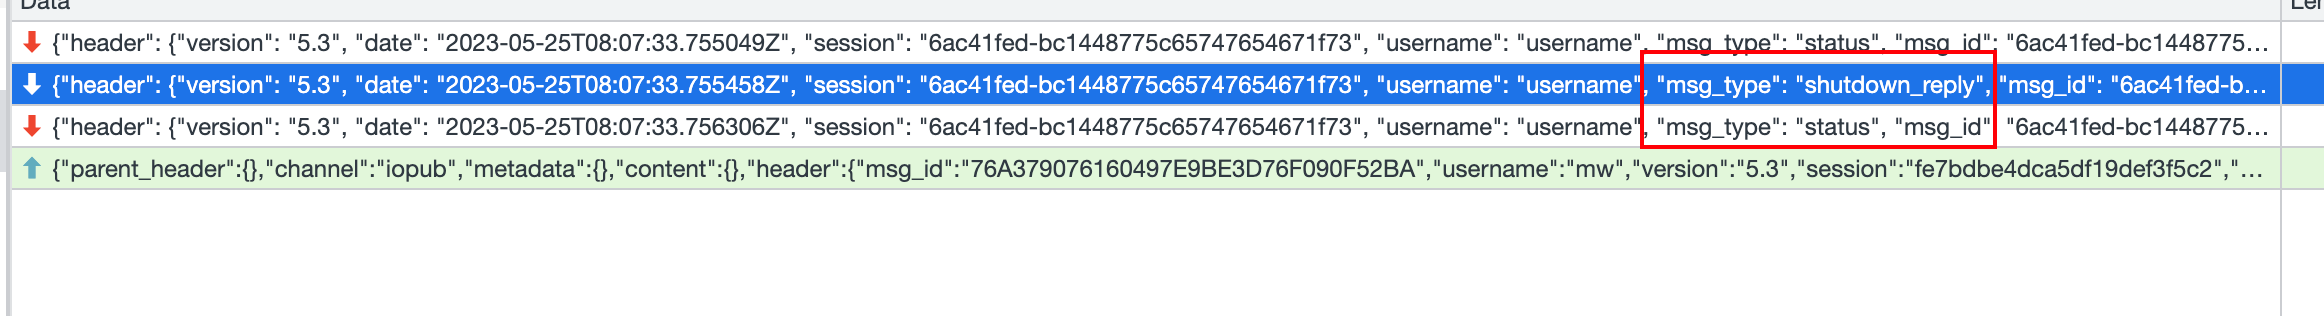 Data
{"header": {"version": "5.3", "date": "2023-05-25T08:07:33.755049Z", "session": "6ac41fed-bc1448775c65747654671f73", "username": "username", "msg_type": "status", "msg_id": "6ac41fed-bc1448775…
{"header": {"version": "5.3", "date": "2023-05-25T08:07:33.755458Z", "session": "6ac41fed-bc1448775c65747654671f73", "username": "username", "msg_type": "shutdown_reply", "msg_id": "6ac41fed-b…
{"header": {"version": "5.3", "date": "2023-05-25T08:07:33.756306Z", "session": "6ac41fed-bc1448775c65747654671f73", "username": "username", "msg_type": "status", "msg_id": "6ac41fed-bc1448775…
{"parent_header":{},"channel":"iopub","metadata":{},"content":{},"header":{"msg_id":"76A379076160497E9BE3D76F090F52BA","username":"mw","version":"5.3","session":"fe7bdbe4dca5df19def3f5c2","…